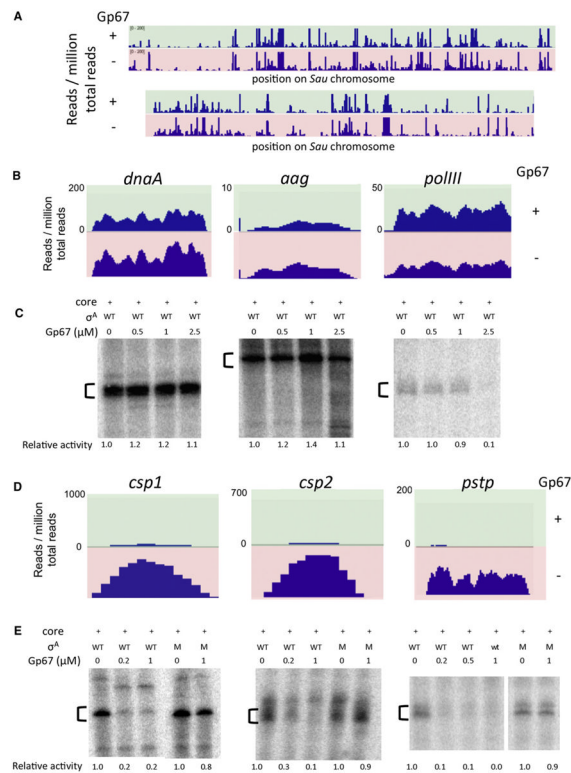 A
Gp67
Reads / million
total reads
[0 - 100]
+
[0 - 100]
-
position on Sau chromosome
+
-
position on Sau chromosome
B
dnaA aag polIII Gp67
Reads / million
total reads
200 10 50
+
0 0 0
-
C
core + + + + + + + + + + + +
σA WT WT WT WT WT WT WT WT WT WT WT WT
Gp67 (μM) 0 0.5 1 2.5 0 0.5 1 2.5 0 0.5 1 2.5
Relative activity 1.0 1.2 1.2 1.1 1.0 1.2 1.4 1.1 1.0 1.0 0.9 0.1
D
csp1 csp2 pstp Gp67
Reads / million
total reads
1000 700 200
+
0 0 0
-
E
core + + + + + + + + + + + + + + + +
σA WT WT WT M M WT WT WT M M WT WT WT wt M M
Gp67 (μM) 0 0.2 1 0 1 0 0.2 1 0 1 0 0.2 0.5 1 0 1
Relative activity 1.0 0.2 0.2 1.0 0.8 1.0 0.3 0.1 1.0 0.9 1.0 0.1 0.1 0.0 1.0 0.9